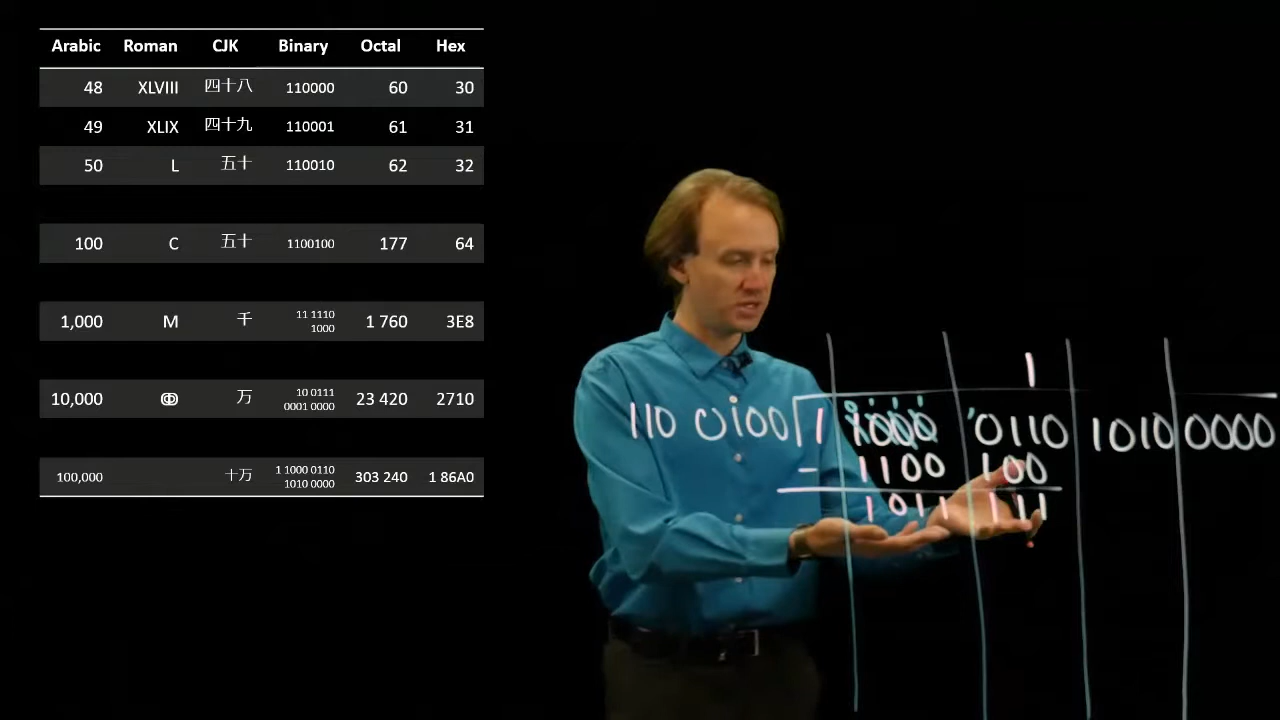 Arabic Roman CJK Binary Octal Hex
48 XLVIII 四十八 110000 60 30
49 XLIX 四十九 110001 61 31
50 L 五十 110010 62 32
100 C 五十 1100100 177 64
1,000 M 千 11 1110 1000 1 760 3E8
10,000 ↂ 万 10 0111 0001 0000 23 420 2710
100,000 十万 1 1000 0110 1010 0000 303 240 1 86A0
1
110 0100 1 1000 0110 1010 0000
- 1100 100
1011 111